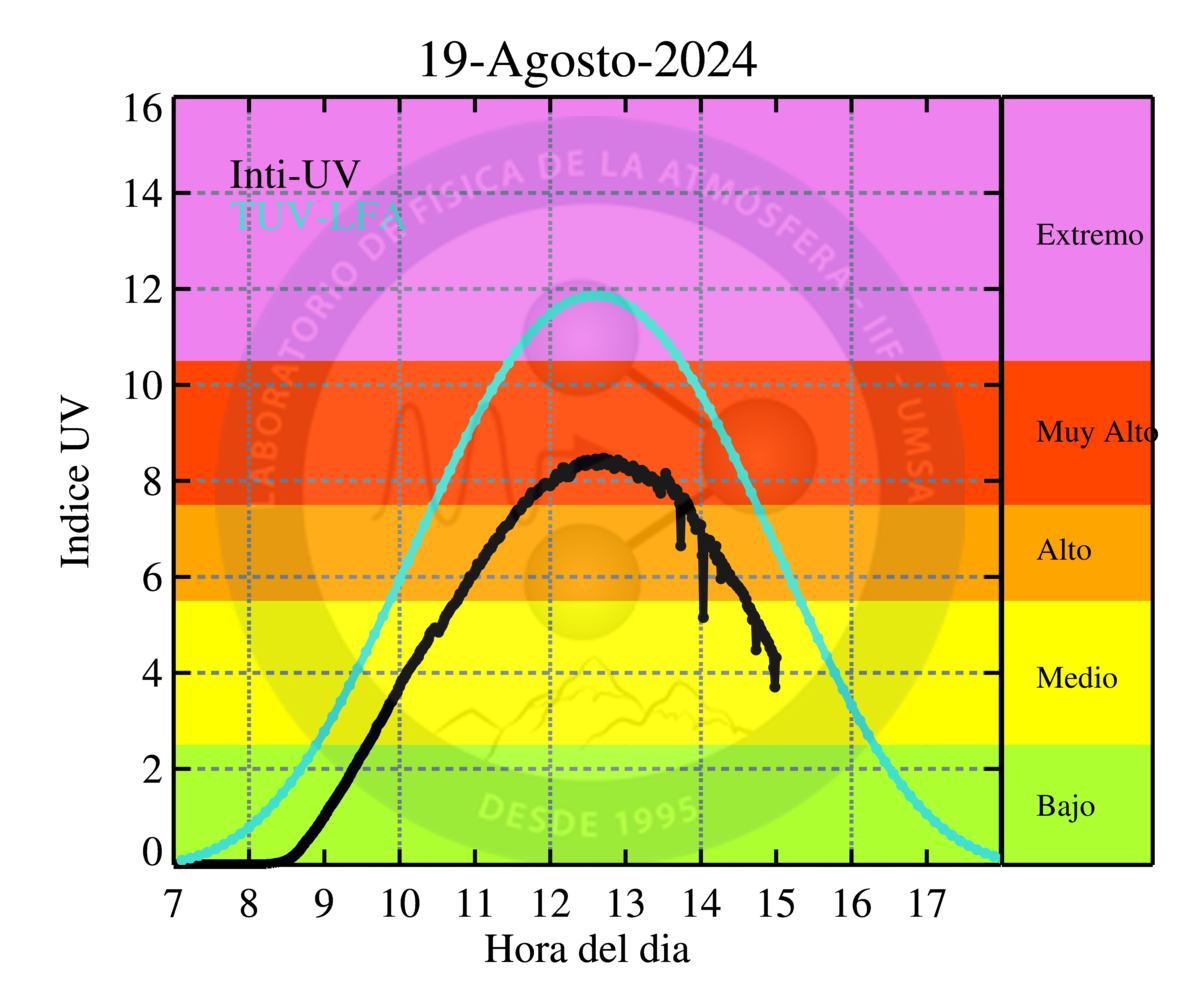 19-Agosto-2024
Indice UV
16
14
12
10
8
6
4
2
0
Inti-UV
TUV-LFA
LABORATORIO DE FÍSICA DE LA ATMÓSFERA - IIF - UMSA
DESDE 1995
Extremo
Muy Alto
Alto
Medio
Bajo
7 8 9 10 11 12 13 14 15 16 17
Hora del dia